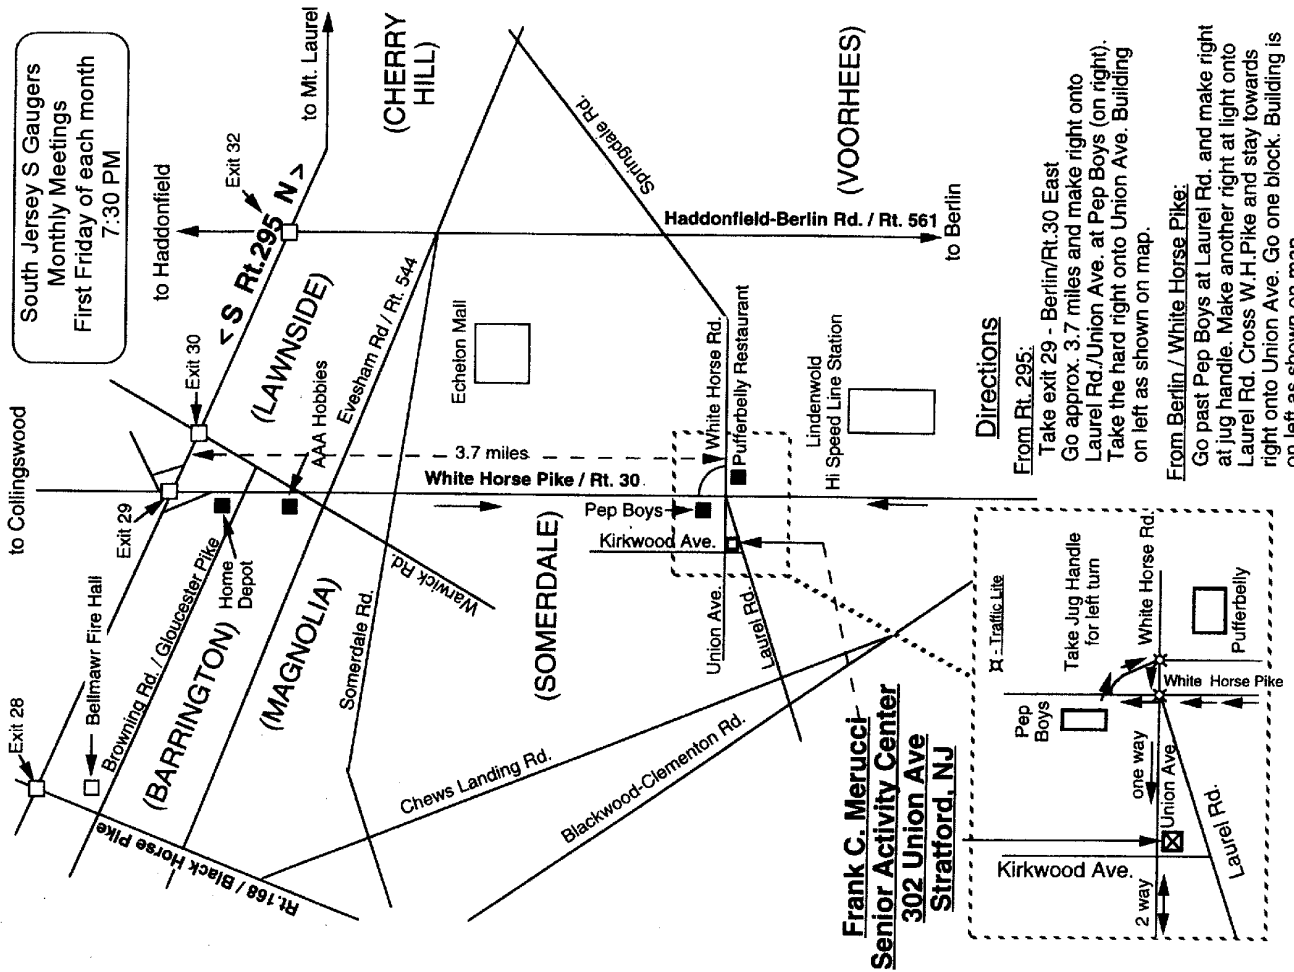 South Jersey S Gaugers
Monthly Meetings
First Friday of each month
7:30 PM
to Collingswood
to Haddonfield
to Mt. Laurel
Exit 32
< S Rt.295 N >
Exit 30
Exit 29
Exit 28
(CHERRY
HILL)
(LAWNSIDE)
Evesham Rd / Rt. 544
AAA Hobbies
Home
Depot
Bellmawr Fire Hall
Browning Rd. / Gloucester Pike
(BARRINGTON)
(MAGNOLIA)
Somerdale Rd.
Warwick Rd.
Rt.168 / Black Horse Pike
Springdale Rd.
Haddonfield-Berlin Rd. / Rt. 561
(VOORHEES)
to Berlin
Echelon Mall
3.7 miles
White Horse Pike / Rt. 30
(SOMERDALE)
Pep Boys
Kirkwood Ave.
White Horse Rd.
Pufferbelly Restaurant
Union Ave.
Laurel Rd.
Lindenwold
Hi Speed Line Station
Chews Landing Rd.
Blackwood-Clementon Rd.
Frank C. Merucci
Senior Activity Center
302 Union Ave
Stratford, NJ
Directions
From Rt. 295:
Take exit 29 - Berlin/Rt.30 East
Go approx. 3.7 miles and make right onto
Laurel Rd./Union Ave. at Pep Boys (on right).
Take the hard right onto Union Ave. Building
on left as shown on map.
From Berlin / White Horse Pike:
Go past Pep Boys at Laurel Rd. and make right
at jug handle. Make another right at light onto
Laurel Rd. Cross W.H.Pike and stay towards
right onto Union Ave. Go one block. Building is
on left as shown on map
- Traffic Lite
Take Jug Handle
for left turn
Pep
Boys
White Horse Rd.
Pufferbelly
White Horse Pike
one way
Union Ave
Kirkwood Ave.
Laurel Rd.
2 way